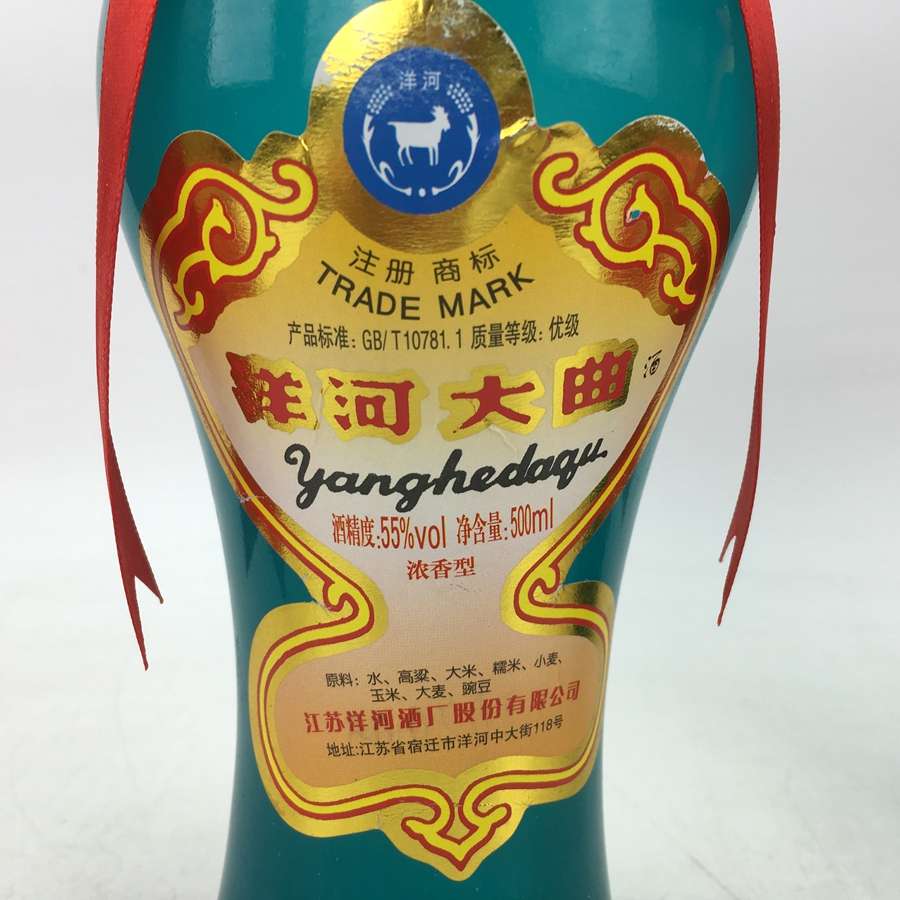 洋河
注册 商标
TRADE MARK
产品标准: GB/T10781.1 质量等级: 优级
洋河大曲 酒
Yanghedaqu
酒精度:55%vol 净含量:500ml
浓香型
原料: 水、高粱、大米、糯米、小麦、
玉米、大麦、豌豆
江苏洋河酒厂股份有限公司
地址:江苏省宿迁市洋河中大街118号